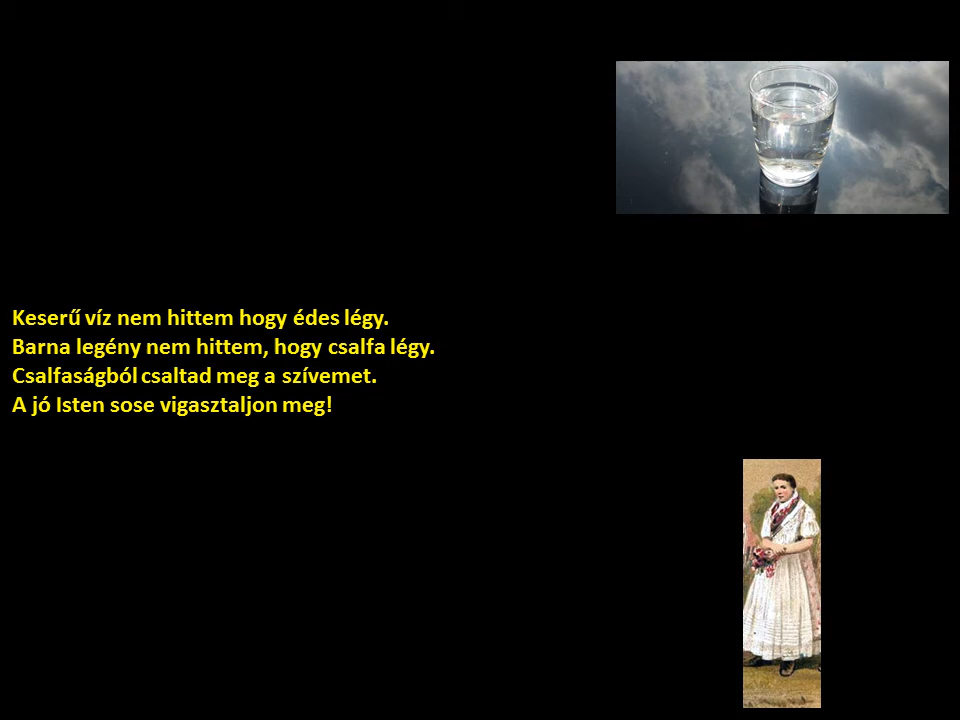 Keserű víz nem hittem hogy édes légy.
Barna legény nem hittem, hogy csalfa légy.
Csalfaságból csaltad meg a szívemet.
A jó Isten sose vigasztaljon meg!